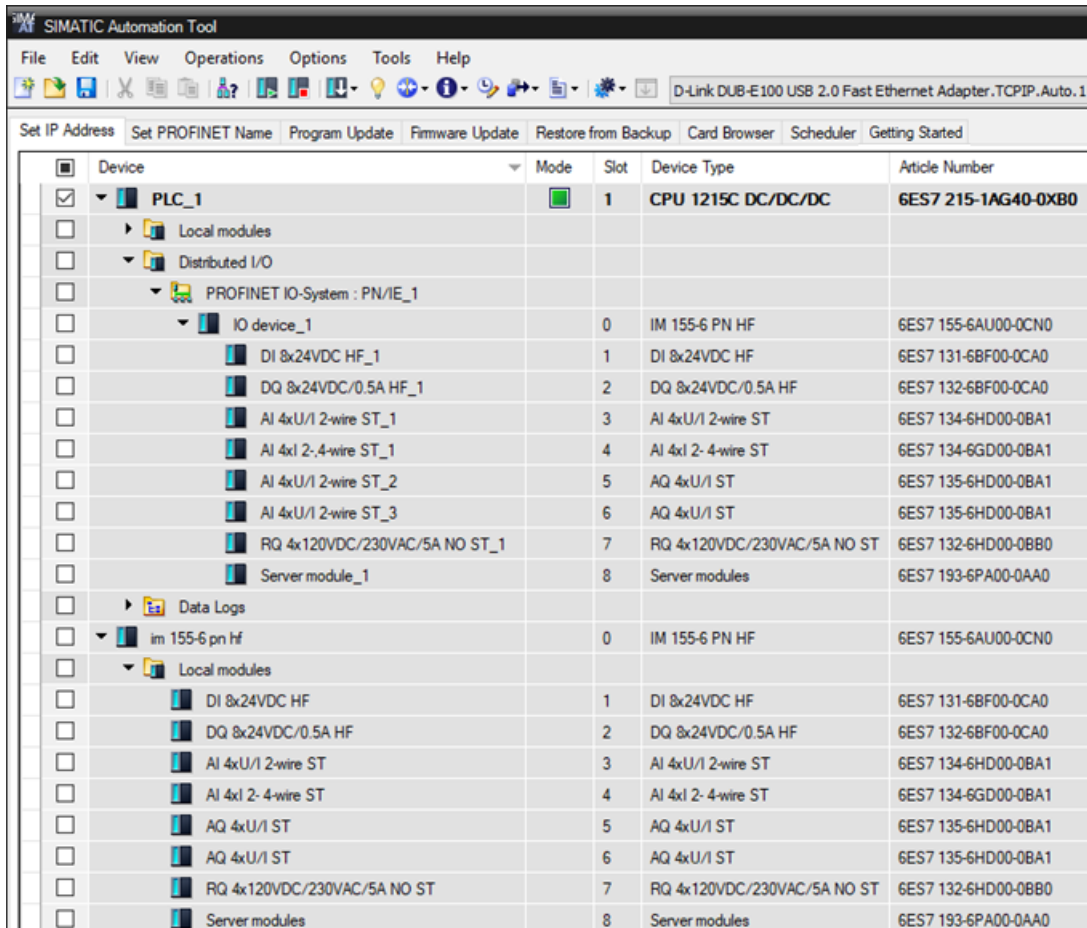 SIMATIC Automation Tool
File Edit View Operations Options Tools Help
D-Link DUB-E100 USB 2.0 Fast Ethernet Adapter.TCPIP.Auto.1
Set IP Address Set PROFINET Name Program Update Firmware Update Restore from Backup Card Browser Scheduler Getting Started
Device Mode Slot Device Type Article Number
PLC_1 1 CPU 1215C DC/DC/DC 6ES7 215-1AG40-0XB0
Local modules
Distributed I/O
PROFINET IO-System : PN/IE_1
IO device_1 0 IM 155-6 PN HF 6ES7 155-6AU00-0CN0
DI 8x24VDC HF_1 1 DI 8x24VDC HF 6ES7 131-6BF00-0CA0
DQ 8x24VDC/0.5A HF_1 2 DQ 8x24VDC/0.5A HF 6ES7 132-6BF00-0CA0
AI 4xU/I 2-wire ST_1 3 AI 4xU/I 2-wire ST 6ES7 134-6HD00-0BA1
AI 4xI 2-,4-wire ST_1 4 AI 4xI 2- 4-wire ST 6ES7 134-6GD00-0BA1
AI 4xU/I 2-wire ST_2 5 AQ 4xU/I ST 6ES7 135-6HD00-0BA1
AI 4xU/I 2-wire ST_3 6 AQ 4xU/I ST 6ES7 135-6HD00-0BA1
RQ 4x120VDC/230VAC/5A NO ST_1 7 RQ 4x120VDC/230VAC/5A NO ST 6ES7 132-6HD00-0BB0
Server module_1 8 Server modules 6ES7 193-6PA00-0AA0
Data Logs
im 155-6 pn hf 0 IM 155-6 PN HF 6ES7 155-6AU00-0CN0
Local modules
DI 8x24VDC HF 1 DI 8x24VDC HF 6ES7 131-6BF00-0CA0
DQ 8x24VDC/0.5A HF 2 DQ 8x24VDC/0.5A HF 6ES7 132-6BF00-0CA0
AI 4xU/I 2-wire ST 3 AI 4xU/I 2-wire ST 6ES7 134-6HD00-0BA1
AI 4xI 2- 4-wire ST 4 AI 4xI 2- 4-wire ST 6ES7 134-6GD00-0BA1
AQ 4xU/I ST 5 AQ 4xU/I ST 6ES7 135-6HD00-0BA1
AQ 4xU/I ST 6 AQ 4xU/I ST 6ES7 135-6HD00-0BA1
RQ 4x120VDC/230VAC/5A NO ST 7 RQ 4x120VDC/230VAC/5A NO ST 6ES7 132-6HD00-0BB0
Server modules 8 Server modules 6ES7 193-6PA00-0AA0